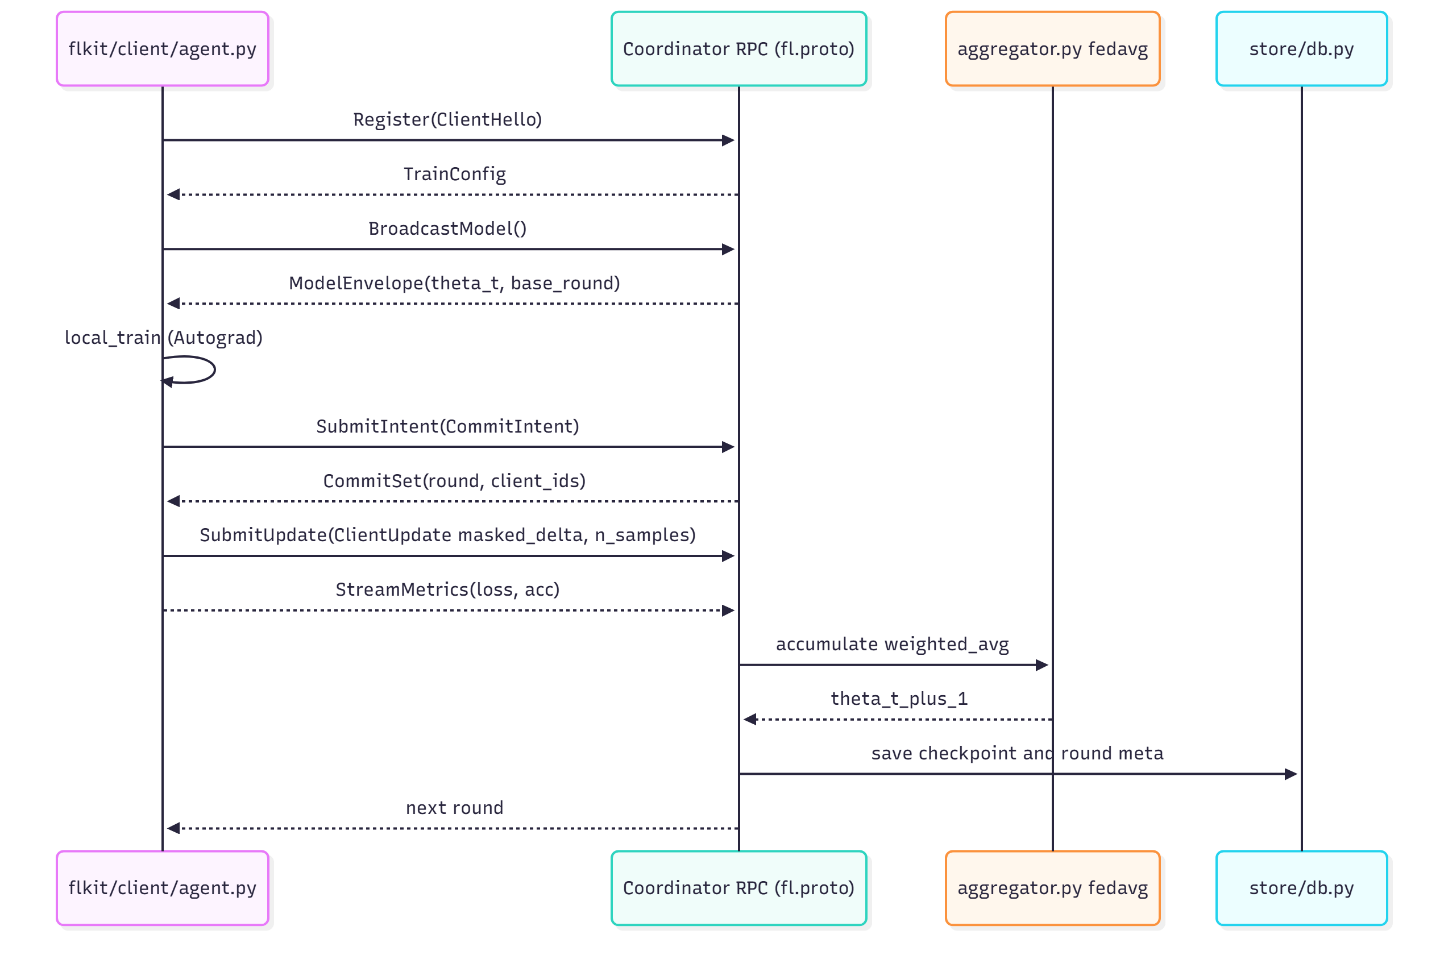 flkit/client/agent.py
Coordinator RPC (fl.proto)
aggregator.py fedavg
store/db.py
Register(ClientHello)
TrainConfig
BroadcastModel()
ModelEnvelope(theta_t, base_round)
local_train (Autograd)
SubmitIntent(CommitIntent)
CommitSet(round, client_ids)
SubmitUpdate(ClientUpdate masked_delta, n_samples)
StreamMetrics(loss, acc)
accumulate weighted_avg
theta_t_plus_1
save checkpoint and round meta
next round
flkit/client/agent.py
Coordinator RPC (fl.proto)
aggregator.py fedavg
store/db.py